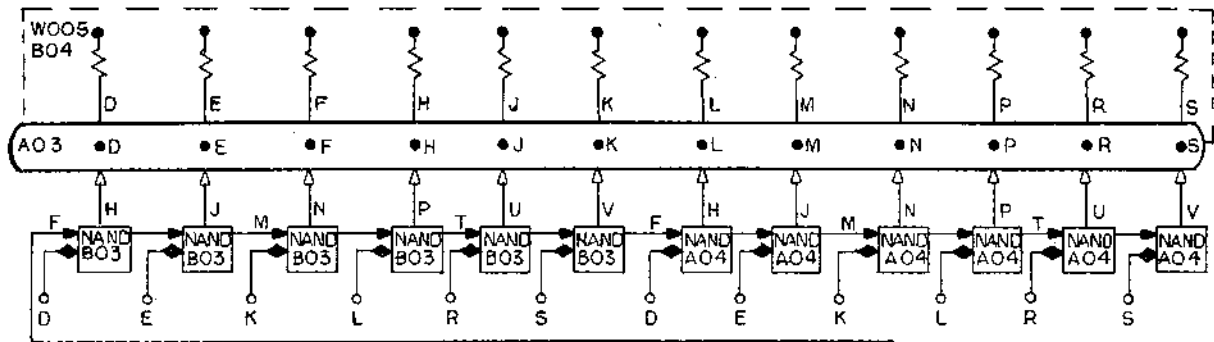 W005
B04
D E F H J K L M N P R S
A03 D E F H J K L M N P R S
H J N P U V H J N P U V
F M T F M T
NAND NAND NAND NAND NAND NAND NAND NAND NAND NAND NAND NAND
B03 B03 B03 B03 B03 B03 A04 A04 A04 A04 A04 A04
D E K L R S D E K L R S